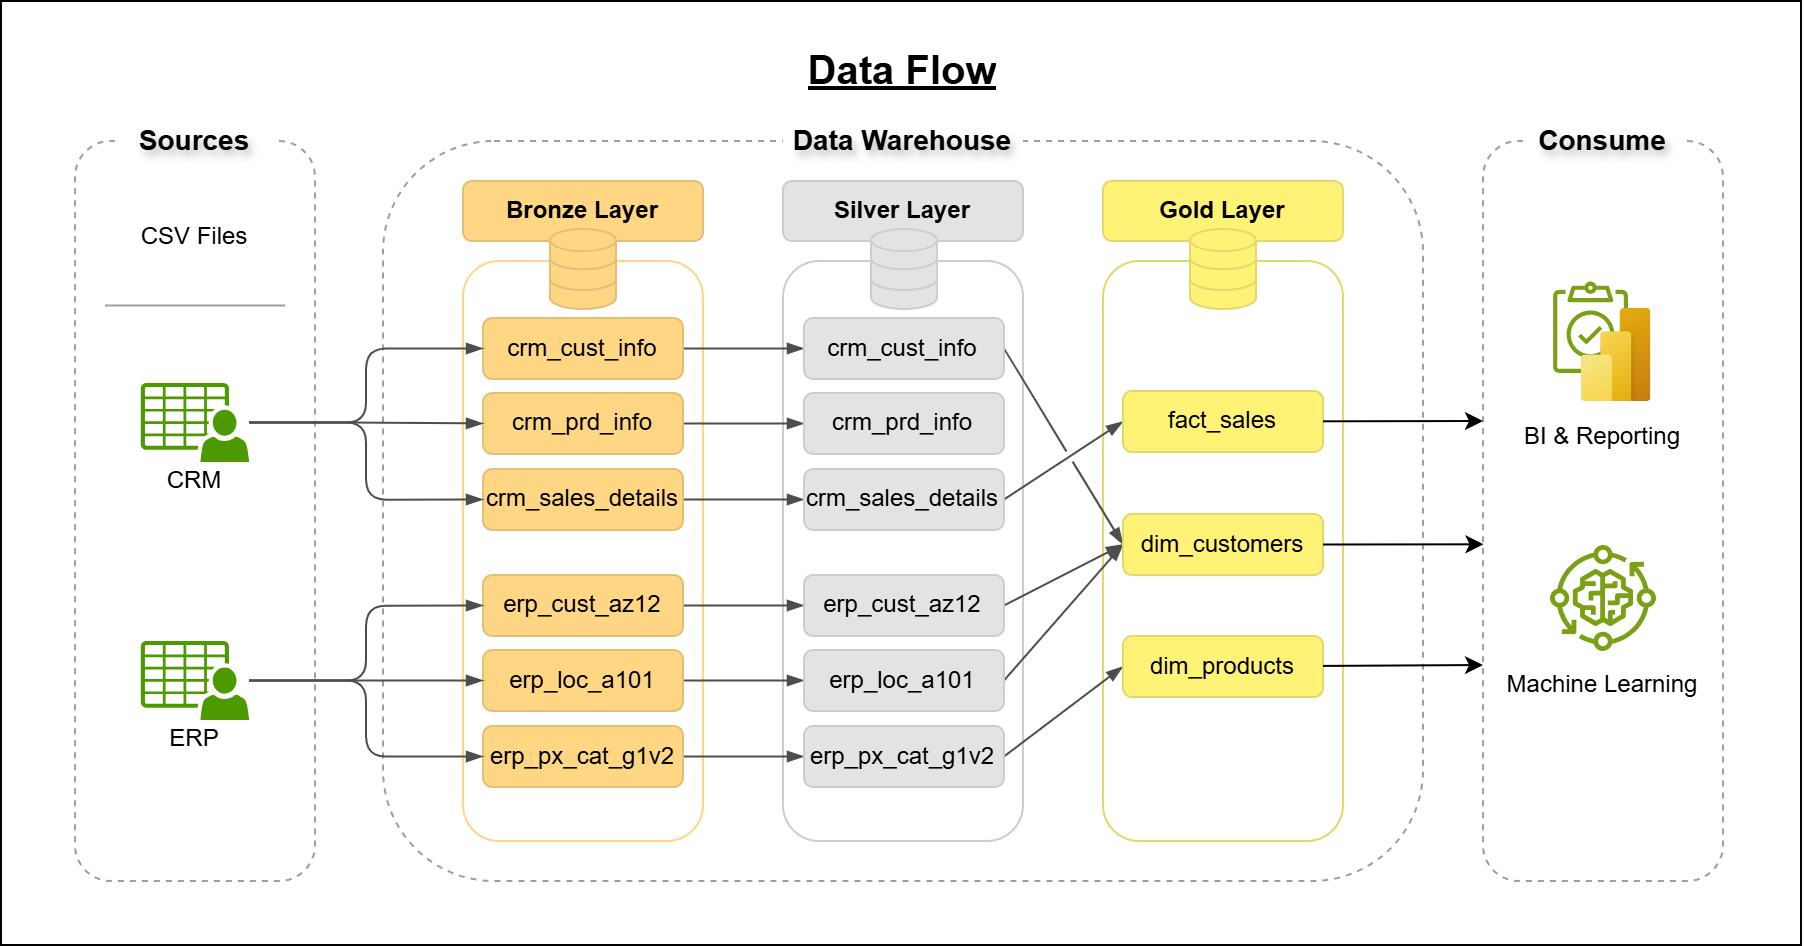 Data Flow
Sources
CSV Files
CRM
ERP
Data Warehouse
Bronze Layer
crm_cust_info
crm_prd_info
crm_sales_details
erp_cust_az12
erp_loc_a101
erp_px_cat_g1v2
Silver Layer
crm_cust_info
crm_prd_info
crm_sales_details
erp_cust_az12
erp_loc_a101
erp_px_cat_g1v2
Gold Layer
fact_sales
dim_customers
dim_products
Consume
BI & Reporting
Machine Learning